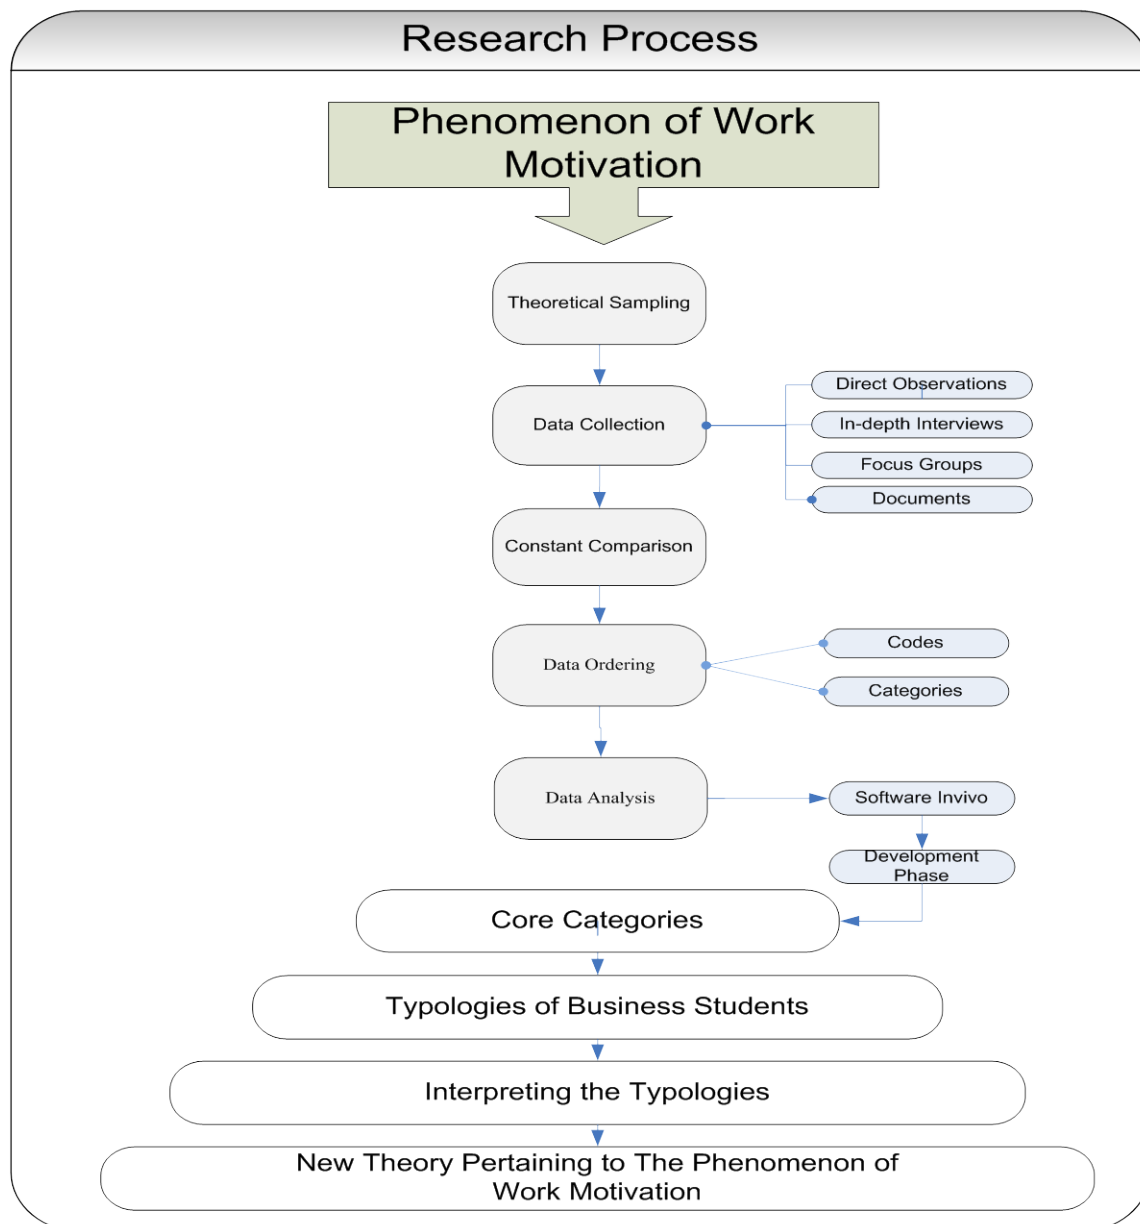 Research Process
Phenomenon of Work
Motivation
Theoretical Sampling
Data Collection
Direct Observations
In-depth Interviews
Focus Groups
Documents
Constant Comparison
Data Ordering
Codes
Categories
Data Analysis
Software Invivo
Development
Phase
Core Categories
Typologies of Business Students
Interpreting the Typologies
New Theory Pertaining to The Phenomenon of
Work Motivation